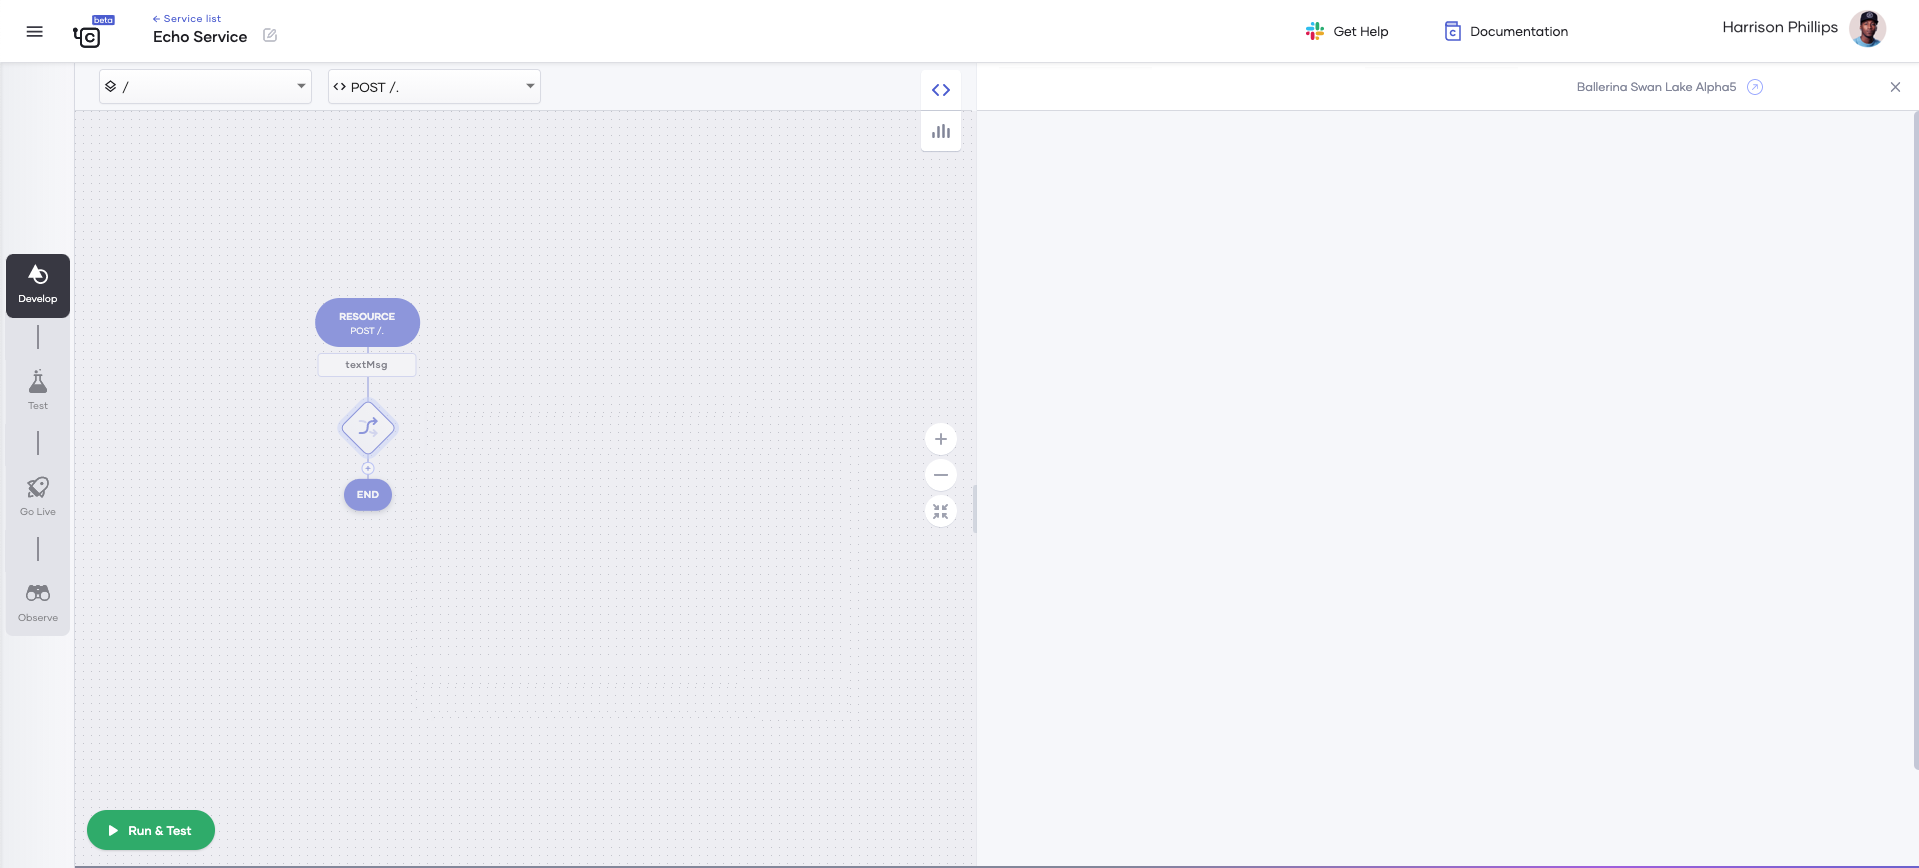 beta
← Service list
Echo Service
Get Help
Documentation
Harrison Phillips
/
POST /.
Ballerina Swan Lake Alpha5
Develop
Test
Go Live
Observe
RESOURCE
POST /.
textMsg
END
Run & Test